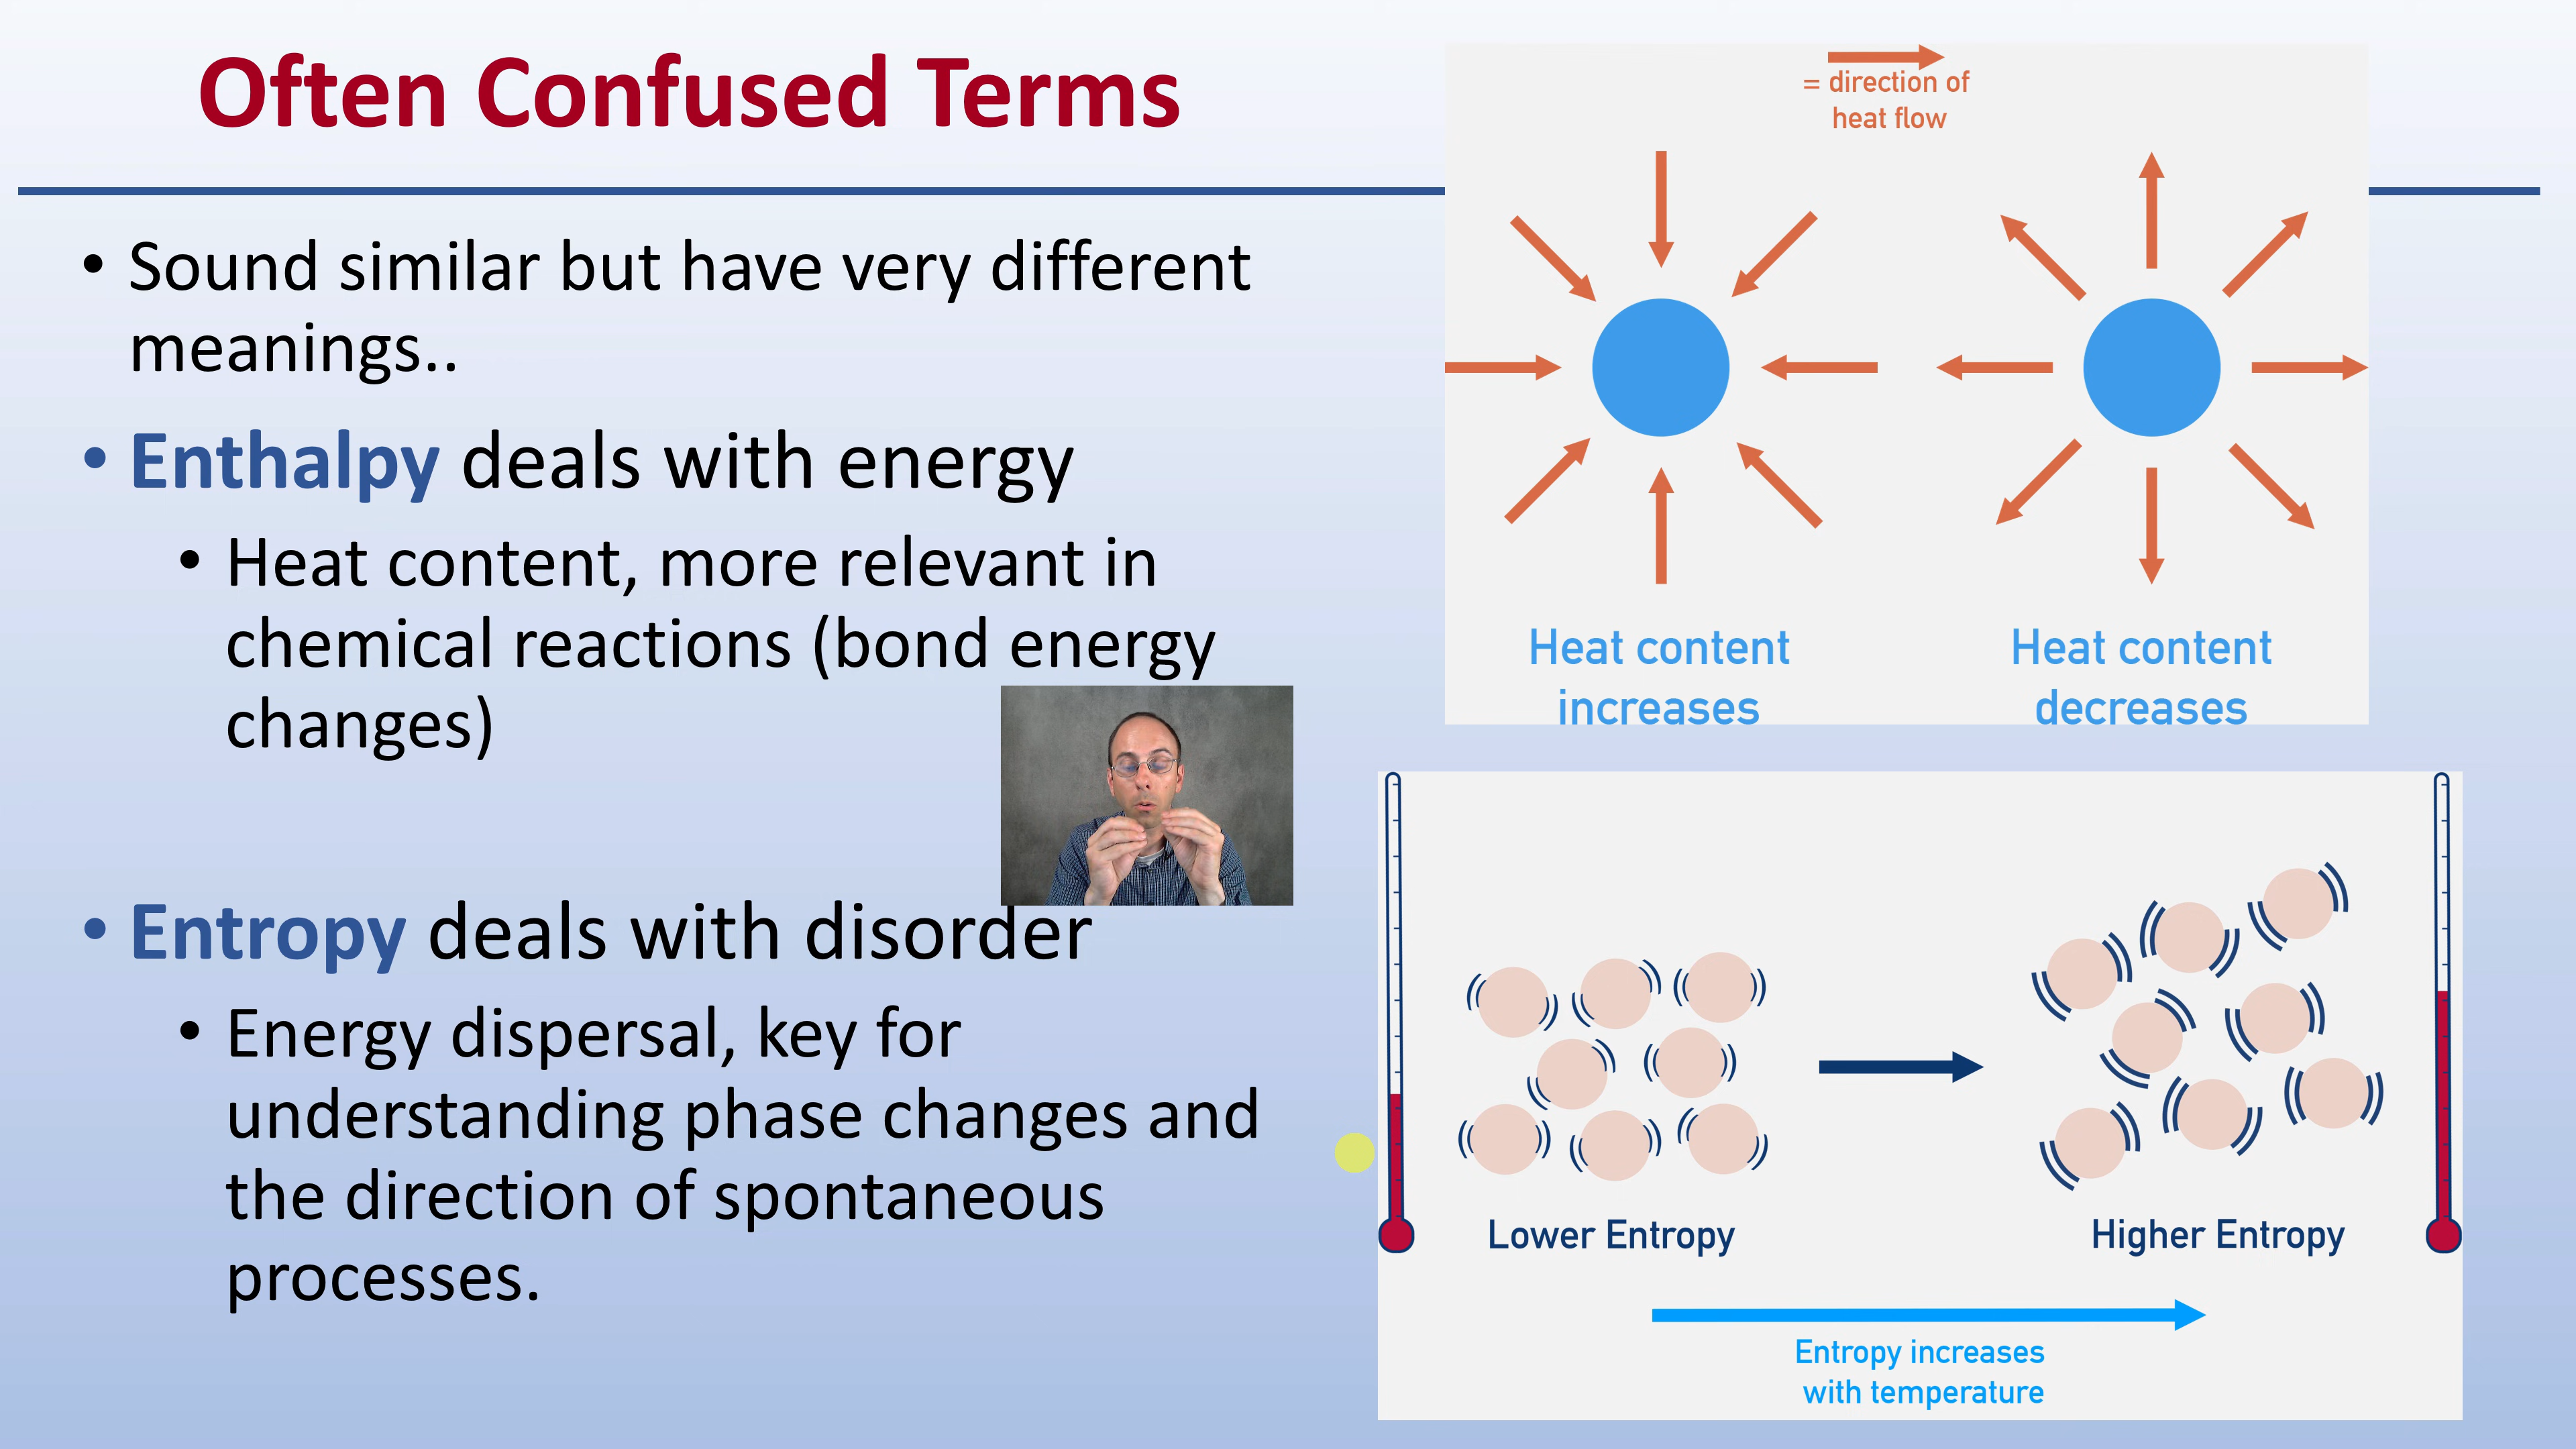 Often Confused Terms
• Sound similar but have very different
meanings..
• Enthalpy deals with energy
• Heat content, more relevant in
chemical reactions (bond energy
changes)
• Entropy deals with disorder
• Energy dispersal, key for
understanding phase changes and
the direction of spontaneous
processes.
= direction of
heat flow
Heat content
increases
Heat content
decreases
Lower Entropy
Higher Entropy
Entropy increases
with temperature